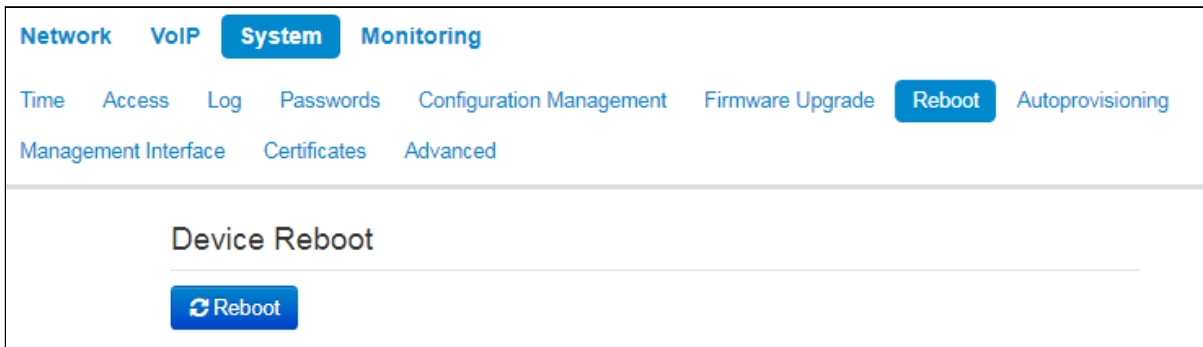 Network VoIP System Monitoring
Time Access Log Passwords Configuration Management Firmware Upgrade Reboot Autoprovisioning
Management Interface Certificates Advanced
Device Reboot
Reboot